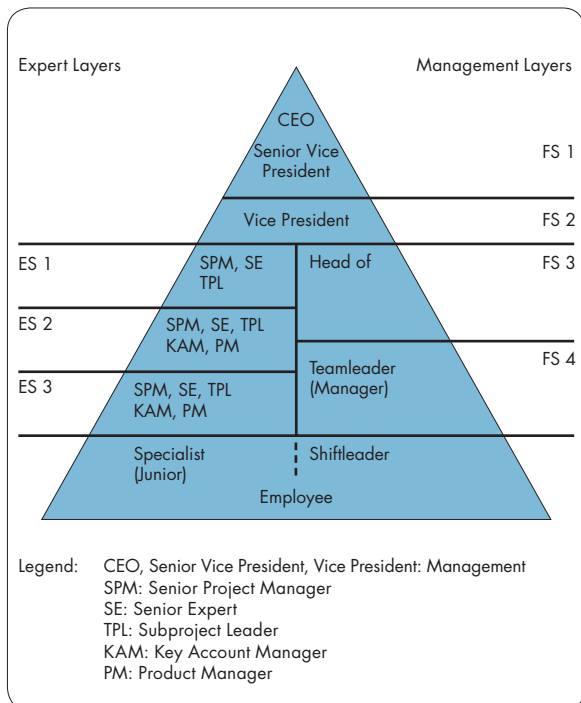 Expert Layers
Management Layers
CEO
Senior Vice
President
FS 1
Vice President
FS 2
ES 1
SPM, SE
TPL
Head of
FS 3
ES 2
SPM, SE, TPL
KAM, PM
Teamleader
(Manager)
FS 4
ES 3
SPM, SE, TPL
KAM, PM
Specialist
(Junior)
Shiftleader
Employee
Legend: CEO, Senior Vice President, Vice President: Management
SPM: Senior Project Manager
SE: Senior Expert
TPL: Subproject Leader
KAM: Key Account Manager
PM: Product Manager